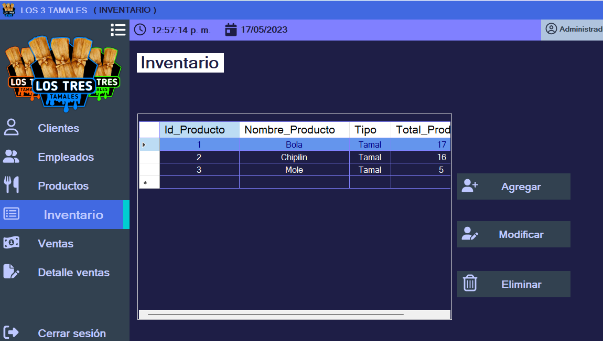 LOS 3 TAMALES ( INVENTARIO )
12:57:14 p. m. 17/05/2023 Administrad
LOS TRES
TAMALES
Inventario
Clientes
Empleados
Productos
Inventario
Ventas
Detalle ventas
Cerrar sesión
Id_Producto Nombre_Producto Tipo Total_Prod
1 Bola Tamal 17
2 Chipilin Tamal 16
3 Mole Tamal 5
Agregar
Modificar
Eliminar